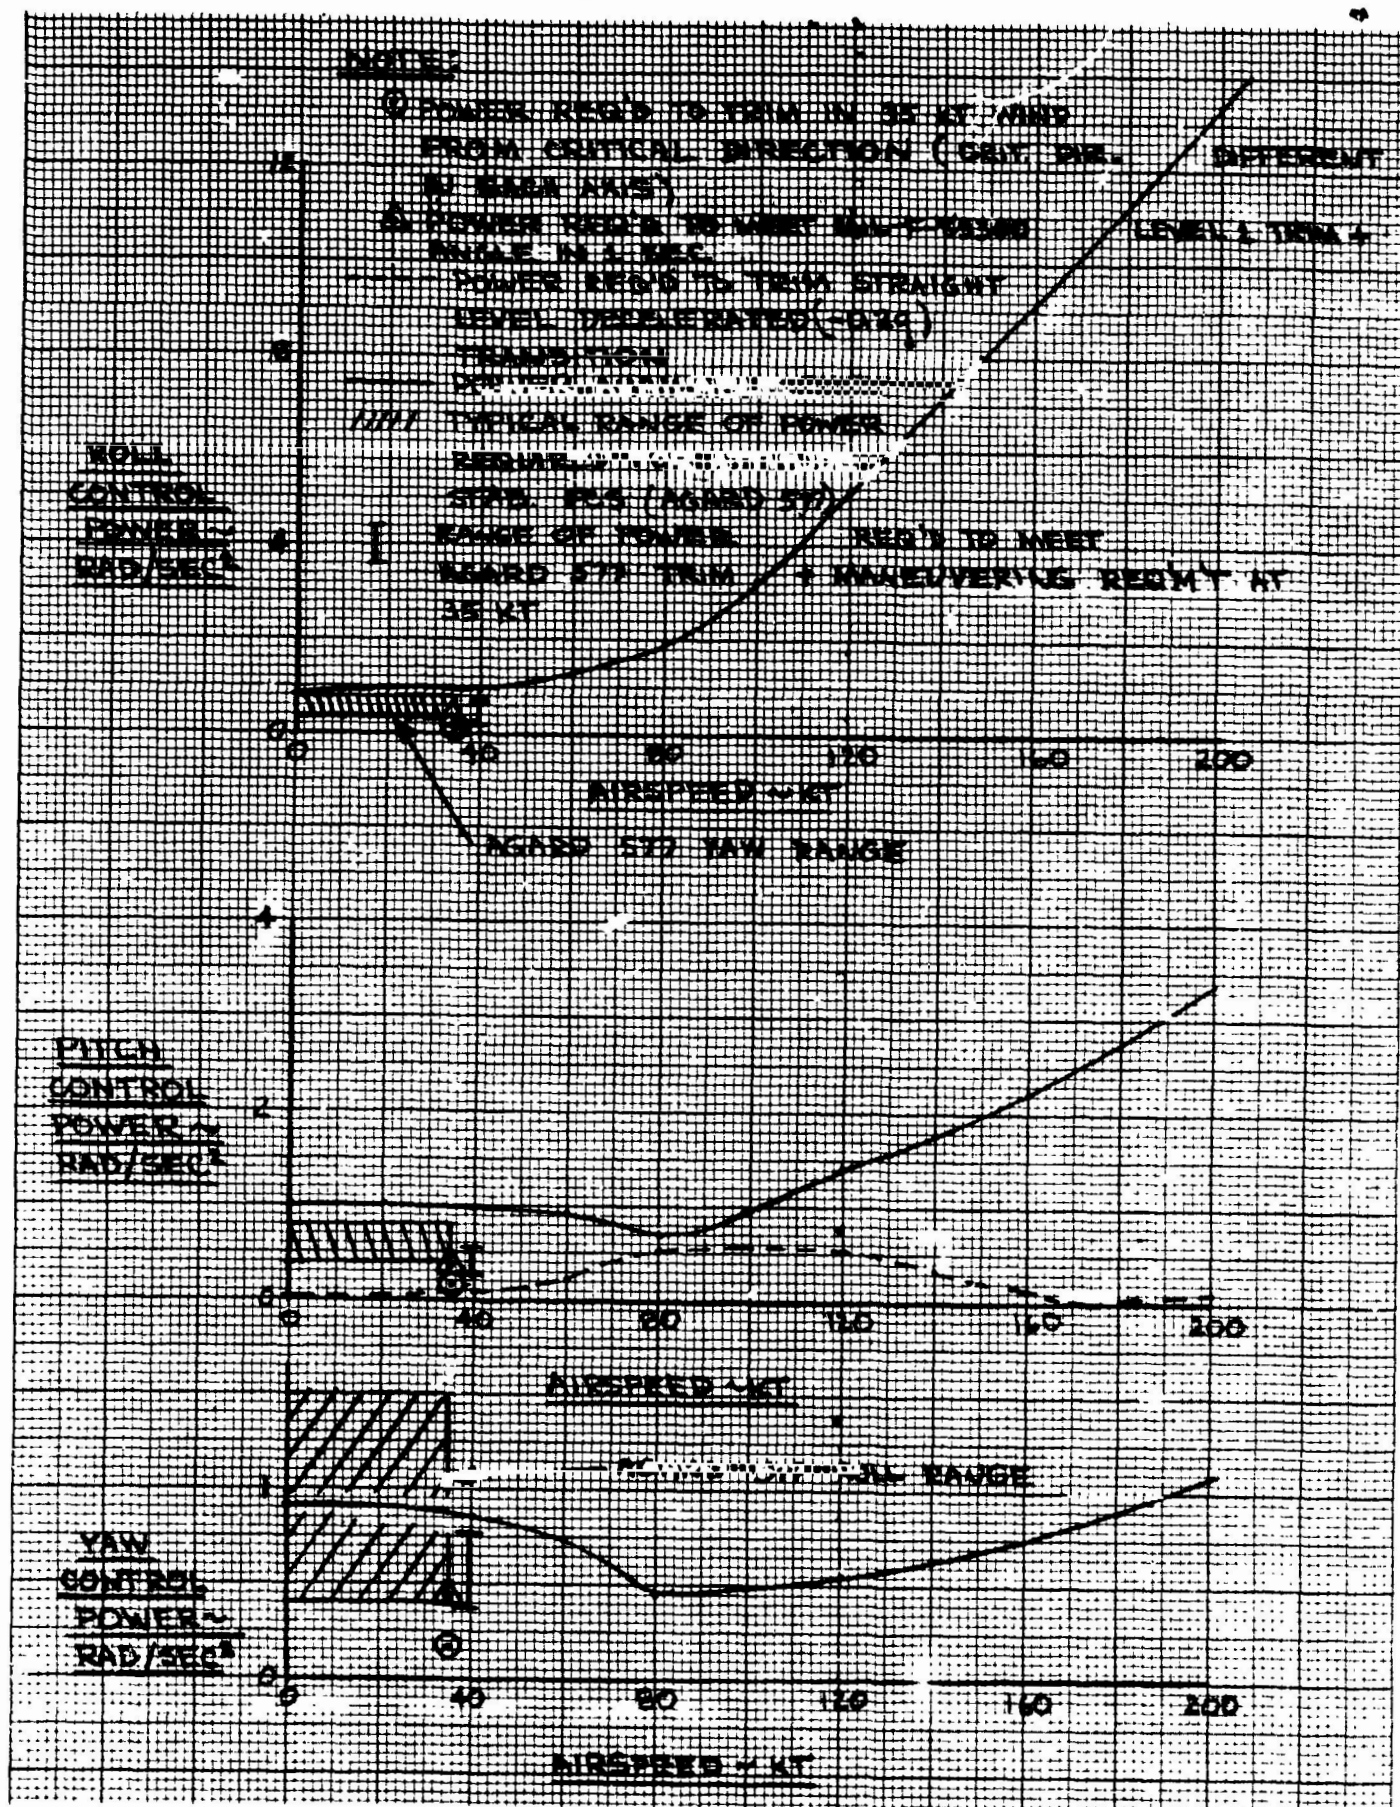 NOTE:
POWER REQ'D TO TRIM IN 35 KT WIND
FROM CRITICAL DIRECTION (CRIT. DIR. DIFFERENT
IN EACH AXIS)
POWER REQ'D TO MEET LEVEL 1 TRIM +
ANGLE IN 1 SEC.
POWER REQ'D TO TRIM STRAIGHT
LEVEL DECELERATED
TRANSITION
TYPICAL RANGE OF POWER
STAB. FCS (AGARD 577)
[ RANGE OF POWER REQ'D TO MEET
AGARD 577 TRIM + MANEUVERING REQ'M'T AT
35 KT
12
8
4
0
ROLL
CONTROL
POWER ~
RAD/SEC²
0 40 80 120 160 200
AIRSPEED ~ KT
AGARD 577 YAW RANGE
4
2
0
PITCH
CONTROL
POWER ~
RAD/SEC²
0 40 80 120 160 200
AIRSPEED ~ KT
RANGE
1
0
YAW
CONTROL
POWER ~
RAD/SEC²
0 40 80 120 160 200
AIRSPEED ~ KT